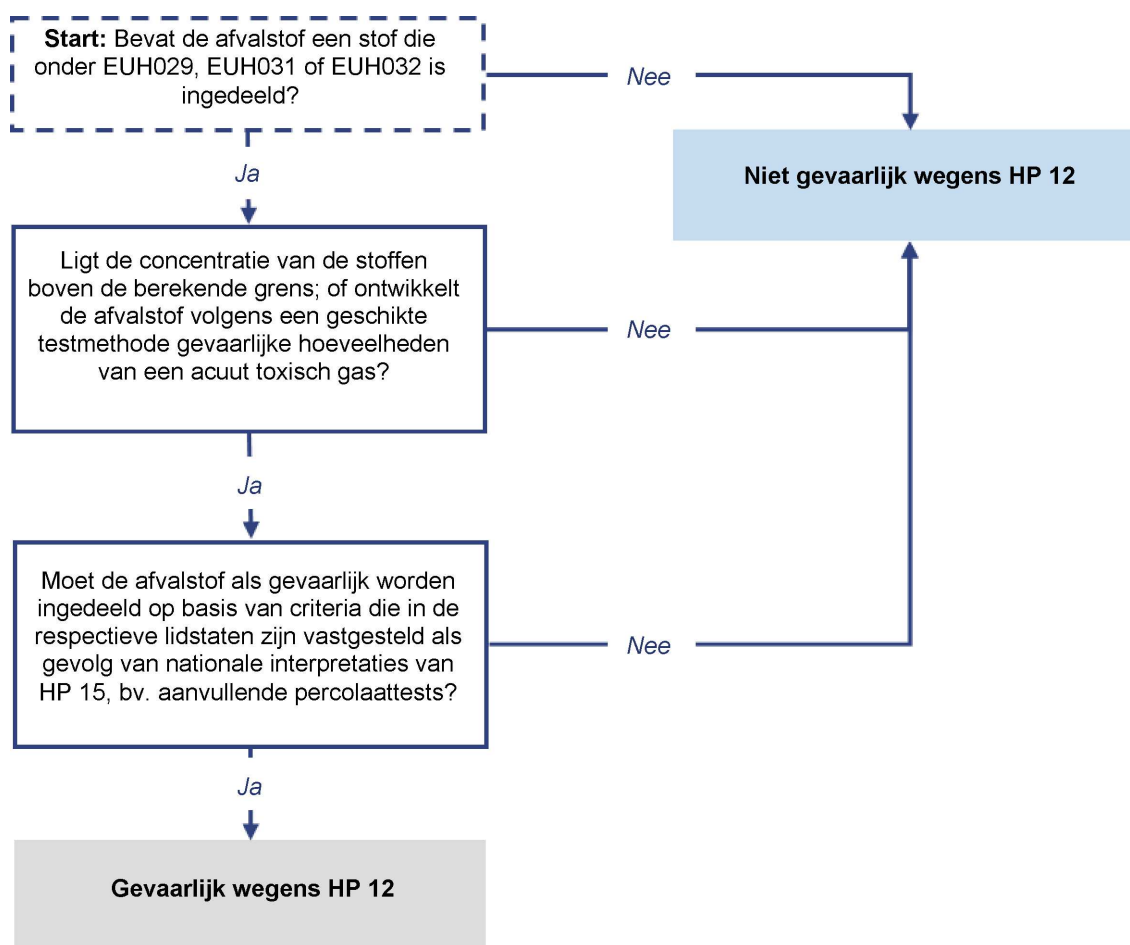 Start: Bevat de afvalstof een stof die
onder EUH029, EUH031 of EUH032 is
ingedeeld?
Nee
Niet gevaarlijk wegens HP 12
Ja
Ligt de concentratie van de stoffen
boven de berekende grens; of ontwikkelt
de afvalstof volgens een geschikte
testmethode gevaarlijke hoeveelheden
van een acuut toxisch gas?
Nee
Ja
Moet de afvalstof als gevaarlijk worden
ingedeeld op basis van criteria die in de
respectieve lidstaten zijn vastgesteld als
gevolg van nationale interpretaties van
HP 15, bv. aanvullende percolaattests?
Nee
Ja
Gevaarlijk wegens HP 12